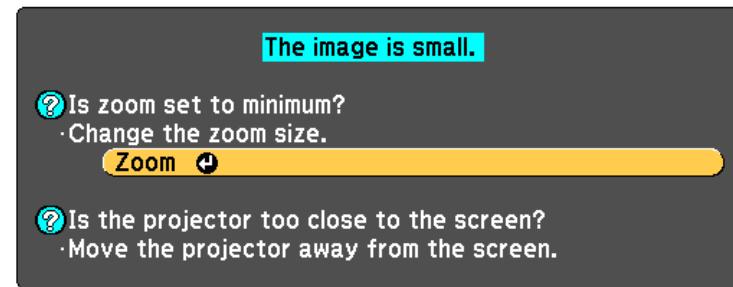 The image is small.
?Is zoom set to minimum?
·Change the zoom size.
Zoom
?Is the projector too close to the screen?
·Move the projector away from the screen.